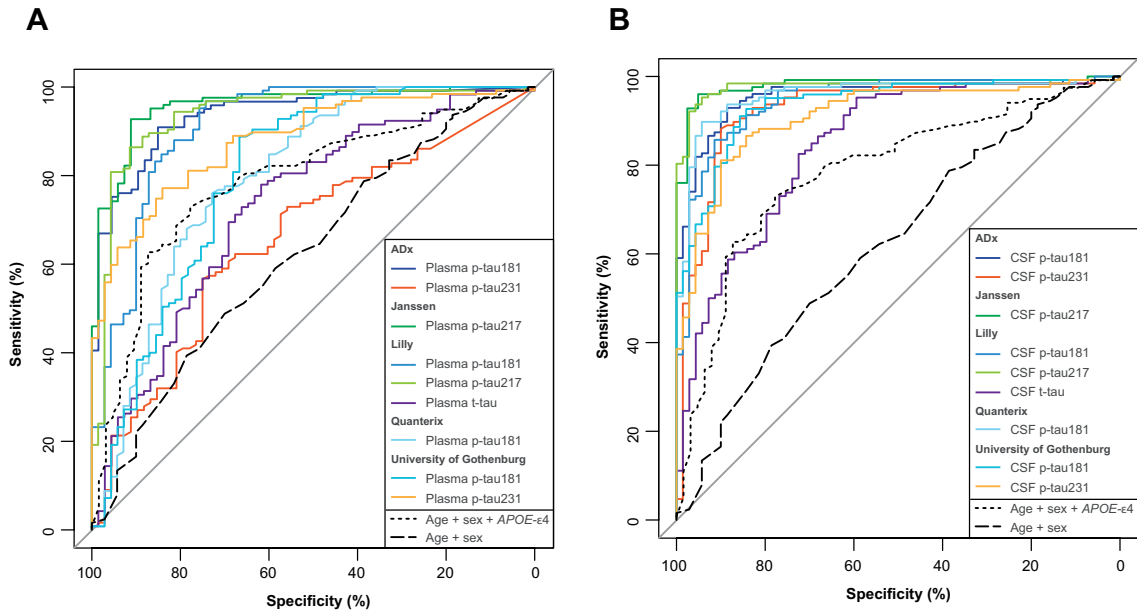 A
Sensitivity (%)
100
80
60
40
20
0
ADx
Plasma p-tau181
Plasma p-tau231
Janssen
Plasma p-tau217
Lilly
Plasma p-tau181
Plasma p-tau217
Plasma t-tau
Quanterix
Plasma p-tau181
University of Gothenburg
Plasma p-tau181
Plasma p-tau231
Age + sex + APOE-ε4
Age + sex
100 80 60 40 20 0
Specificity (%)
B
Sensitivity (%)
100
80
60
40
20
0
ADx
CSF p-tau181
CSF p-tau231
Janssen
CSF p-tau217
Lilly
CSF p-tau181
CSF p-tau217
CSF t-tau
Quanterix
CSF p-tau181
University of Gothenburg
CSF p-tau181
CSF p-tau231
Age + sex + APOE-ε4
Age + sex
100 80 60 40 20 0
Specificity (%)